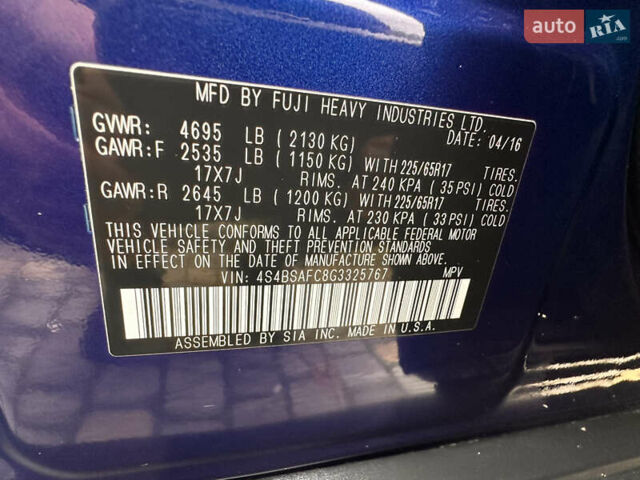 auto RIA.com
MFD BY FUJI HEAVY INDUSTRIES LTD.
GVWR: 4695 LB (2130 KG) DATE: 04/16
GAWR:F 2535 LB (1150 KG) WITH 225/65R17 TIRES.
17X7J RIMS. AT 240 KPA (35 PSI) COLD
GAWR:R 2645 LB (1200 KG) WITH 225/65R17 TIRES.
17X7J RIMS. AT 230 KPA (33 PSI) COLD
THIS VEHICLE CONFORMS TO ALL APPLICABLE FEDERAL MOTOR
VEHICLE SAFETY AND THEFT PREVENTION STANDARDS
IN EFFECT ON THE DATE OF MANUFACTURE SHOWN ABOVE.
VIN: 4S4BSAFC8G3325767 MPV
ASSEMBLED BY SIA INC. MADE IN U.S.A.